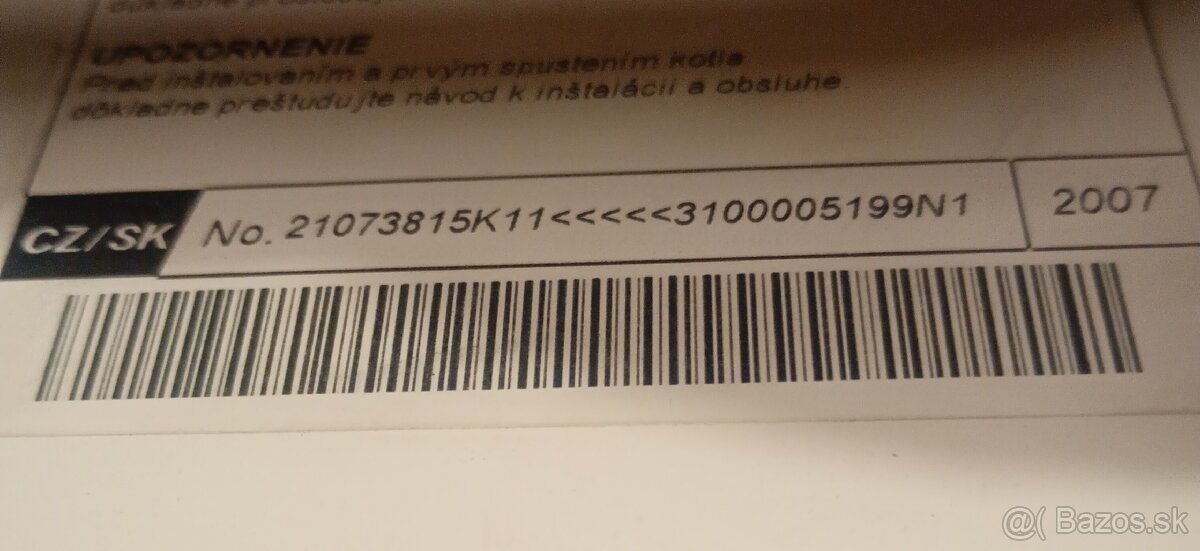 UPOZORNENIE
Pred inštalovaním a prvým spustením kotla
dôkladne preštudujte návod k inštalácii a obsluhe.
CZ/SK No. 21073815K11<<<<<3100005199N1 2007
@( Bazos.sk